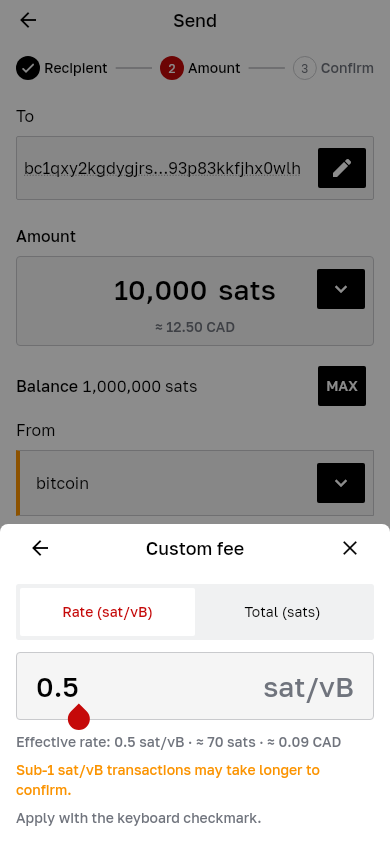 Send
Recipient 2 Amount 3 Confirm
To
bc1qxy2kgdygjrs...93p83kkfjhx0wlh
Amount
10,000 sats
≈ 12.50 CAD
Balance 1,000,000 sats MAX
From
bitcoin
Custom fee
Rate (sat/vB) Total (sats)
0.5 sat/vB
Effective rate: 0.5 sat/vB · ≈ 70 sats · ≈ 0.09 CAD
Sub-1 sat/vB transactions may take longer to
confirm.
Apply with the keyboard checkmark.